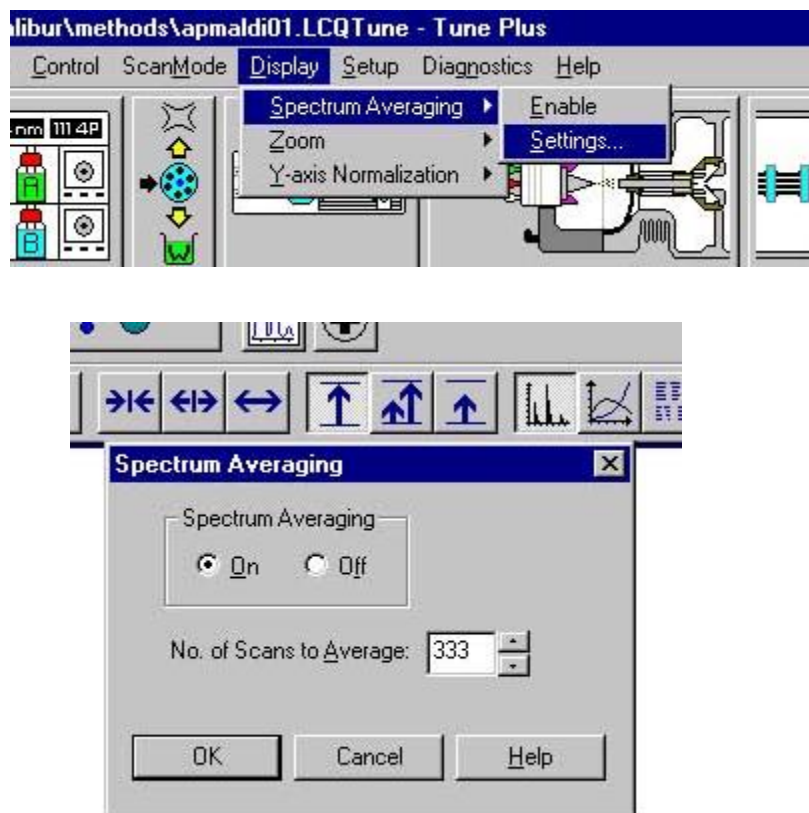 libur\methods\apmaldi01.LCQTune - Tune Plus
Control ScanMode Display Setup Diagnostics Help
Spectrum Averaging Enable
nm 111 4P Zoom Settings...
A Y-axis Normalization
B W
Spectrum Averaging
Spectrum Averaging
On Off
No. of Scans to Average: 333
OK Cancel Help